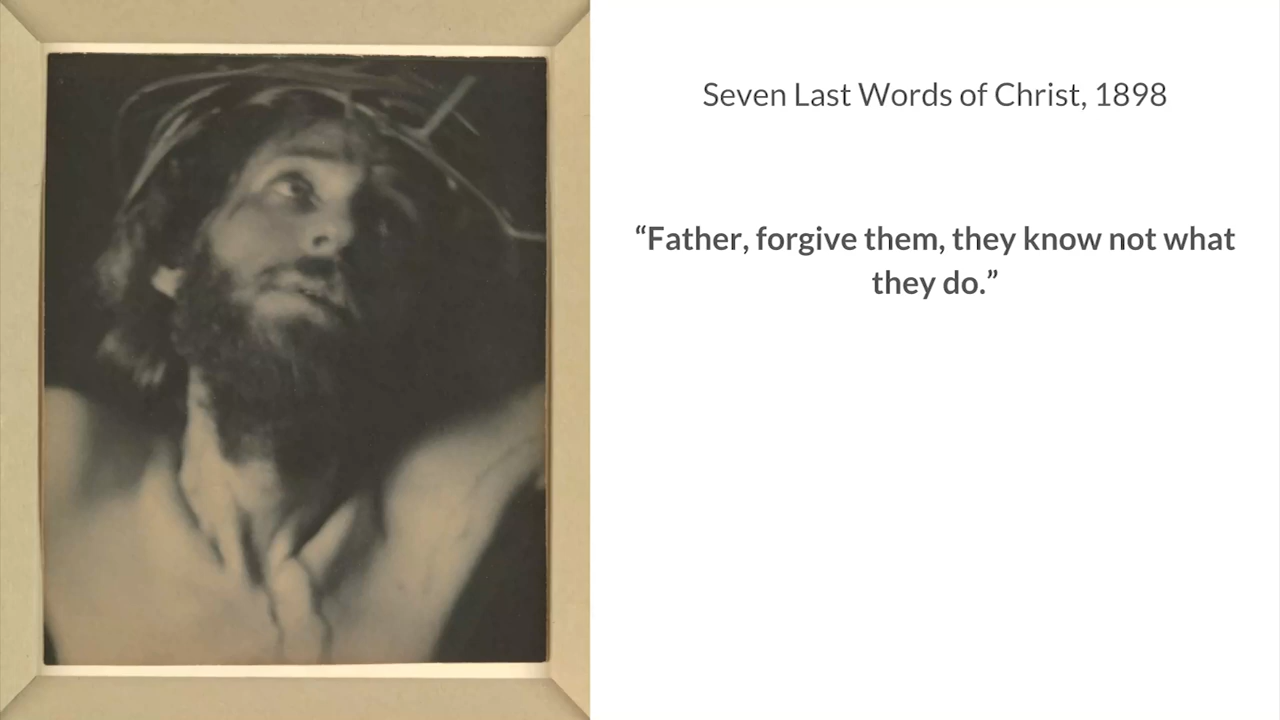 Seven Last Words of Christ, 1898
“Father, forgive them, they know not what
they do.”